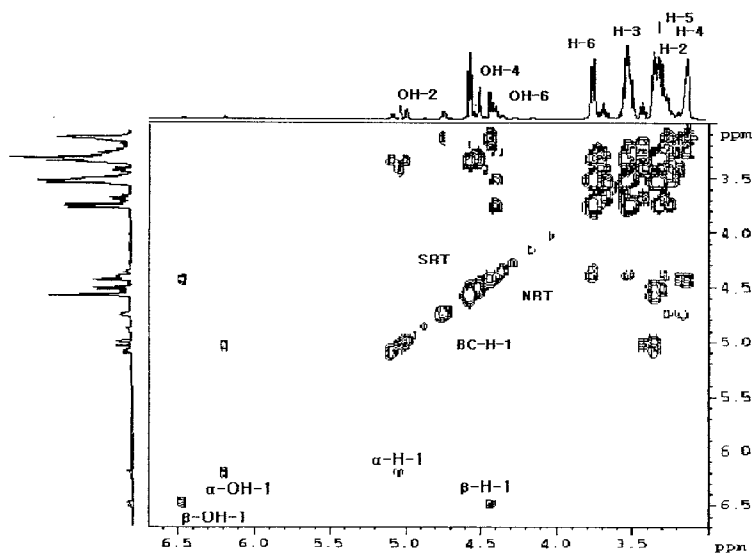 H-5
H-6 H-3 H-4
H-2
OH-2 OH-4
OH-6
ppm
3.5
4.0
SRT
4.5
NRT
BC-H-1
5.0
5.5
α-H-1 6.0
α-OH-1 β-H-1
β-OH-1 6.5
6.5 6.0 5.0 4.5 4.0 3.5 ppm